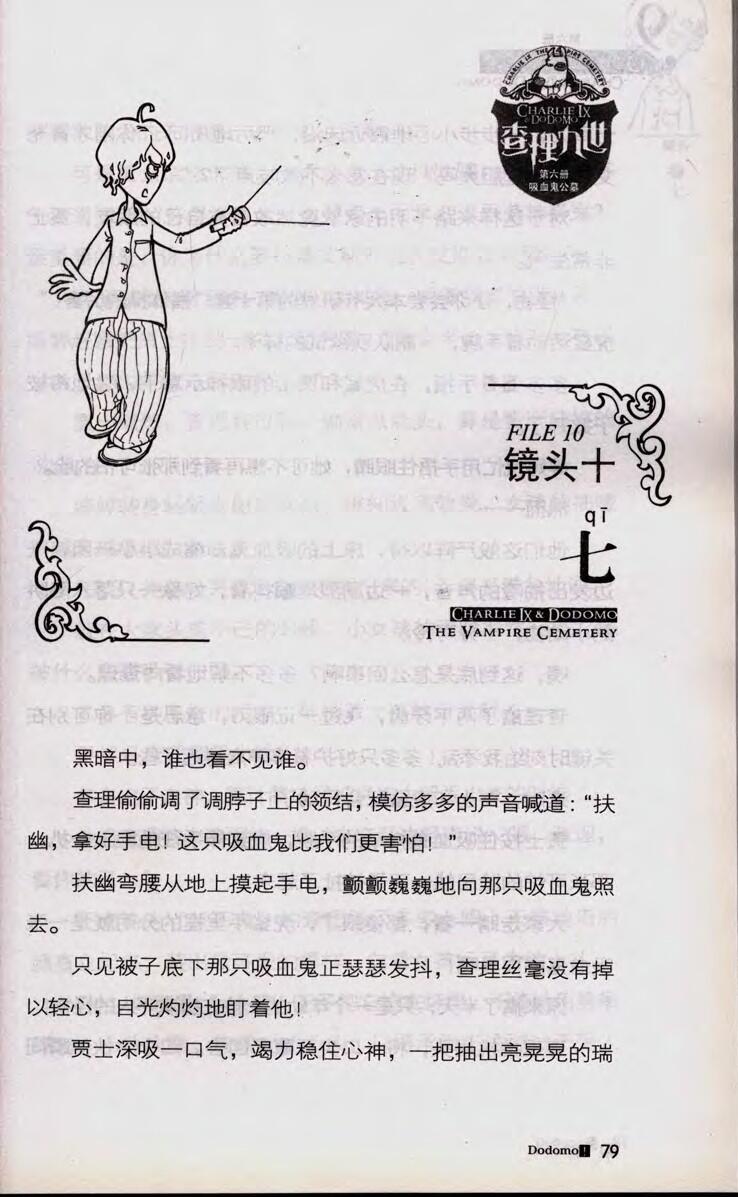 CHARLIE IX THE VAMPIRE CEMETERY
CHARLIE IX
& DODOMO
查理九世
第六册
吸血鬼公墓
FILE 10
镜头十
qī
七
CHARLIE IX & DODOMO
THE VAMPIRE CEMETERY
黑暗中，谁也看不见谁。
查理偷偷调了调脖子上的领结，模仿多多的声音喊道：“扶
幽，拿好手电！这只吸血鬼比我们更害怕！”
扶幽弯腰从地上摸起手电，颤颤巍巍地向那只吸血鬼照
去。
只见被子底下那只吸血鬼正瑟瑟发抖，查理丝毫没有掉
以轻心，目光灼灼地盯着他！
贾士深吸一口气，竭力稳住心神，一把抽出亮晃晃的瑞
Dodomo! 79